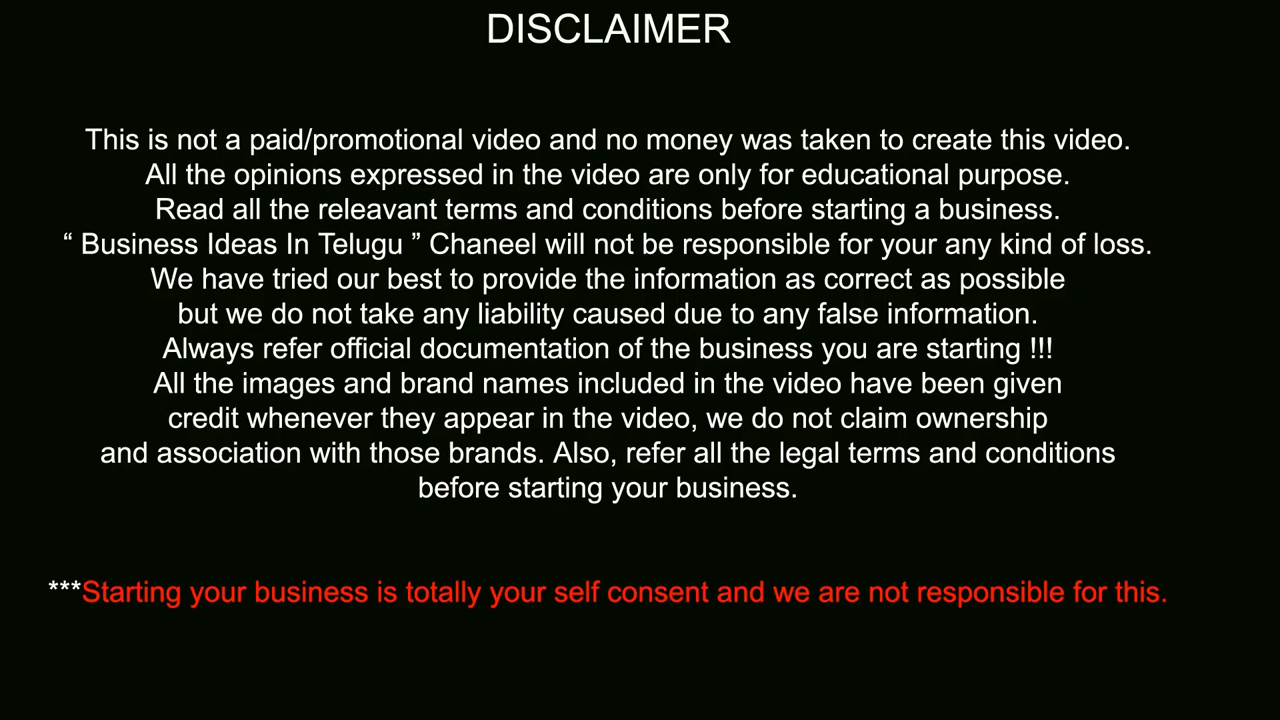 DISCLAIMER
This is not a paid/promotional video and no money was taken to create this video.
All the opinions expressed in the video are only for educational purpose.
Read all the releavant terms and conditions before starting a business.
“ Business Ideas In Telugu ” Chaneel will not be responsible for your any kind of loss.
We have tried our best to provide the information as correct as possible
but we do not take any liability caused due to any false information.
Always refer official documentation of the business you are starting !!!
All the images and brand names included in the video have been given
credit whenever they appear in the video, we do not claim ownership
and association with those brands. Also, refer all the legal terms and conditions
before starting your business.
***Starting your business is totally your self consent and we are not responsible for this.